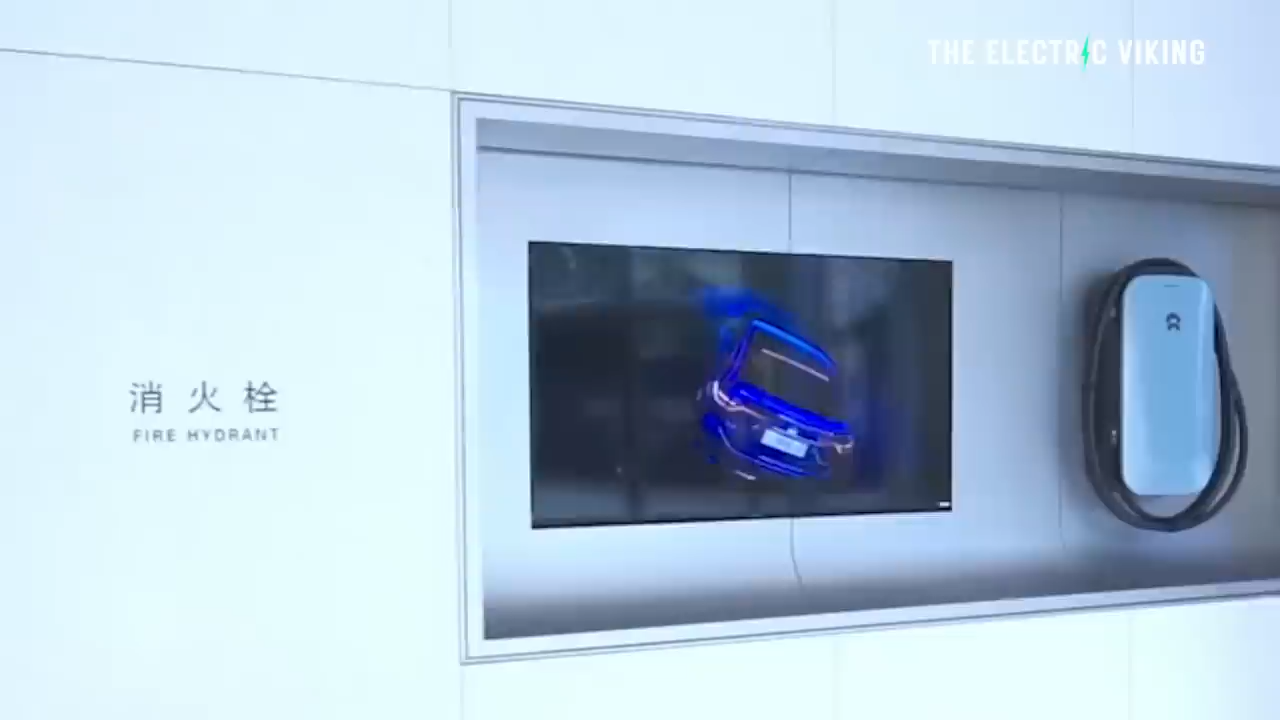 THE ELECTRIC VIKING
消火栓
FIRE HYDRANT